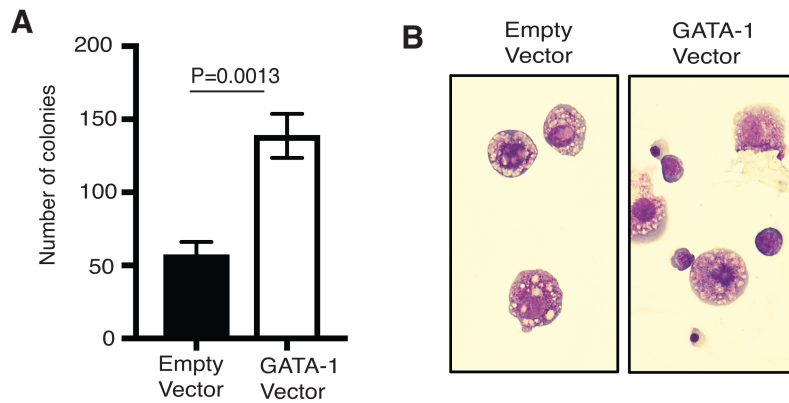 A
Number of colonies
200
150
100
50
0
P=0.0013
Empty
Vector
GATA-1
Vector
B
Empty
Vector
GATA-1
Vector